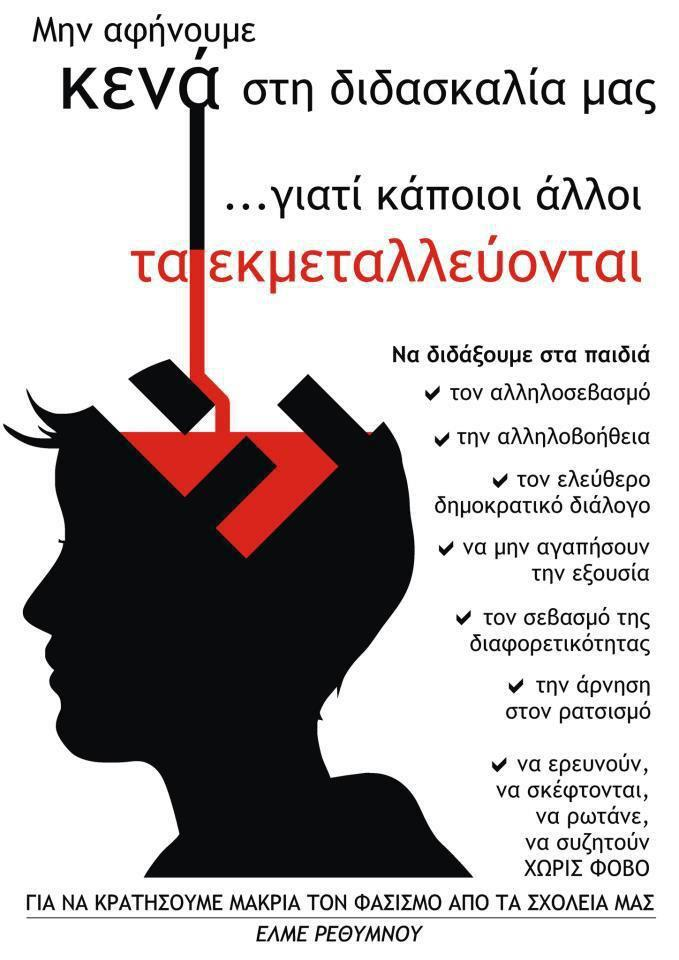 Μην αφήνουμε
κενά στη διδασκαλία μας
...γιατί κάποιοι άλλοι
τα εκμεταλλεύονται
Να διδάξουμε στα παιδιά
τον αλληλοσεβασμό
την αλληλοβοήθεια
τον ελεύθερο
δημοκρατικό διάλογο
να μην αγαπήσουν
την εξουσία
τον σεβασμό της
διαφορετικότητας
την άρνηση
στον ρατσισμό
να ερευνούν,
να σκέφτονται,
να ρωτάνε,
να συζητούν
ΧΩΡΙΣ ΦΟΒΟ
ΓΙΑ ΝΑ ΚΡΑΤΗΣΟΥΜΕ ΜΑΚΡΙΑ ΤΟΝ ΦΑΣΙΣΜΟ ΑΠΟ ΤΑ ΣΧΟΛΕΙΑ ΜΑΣ
ΕΛΜΕ ΡΕΘΥΜΝΟΥ